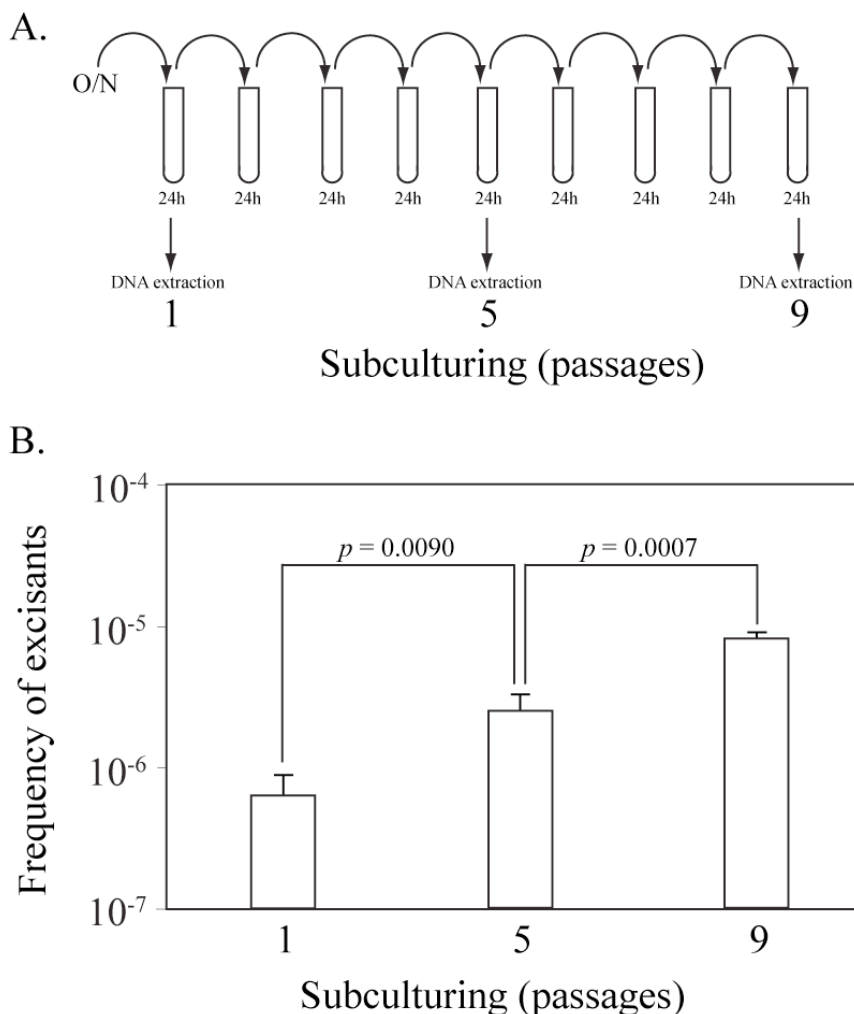 A.
O/N
24h 24h 24h 24h 24h 24h 24h 24h 24h
DNA extraction DNA extraction DNA extraction
1 5 9
Subculturing (passages)
B.
Frequency of excisants
10⁻⁴
p = 0.0090 p = 0.0007
10⁻⁵
10⁻⁶
10⁻⁷
1 5 9
Subculturing (passages)